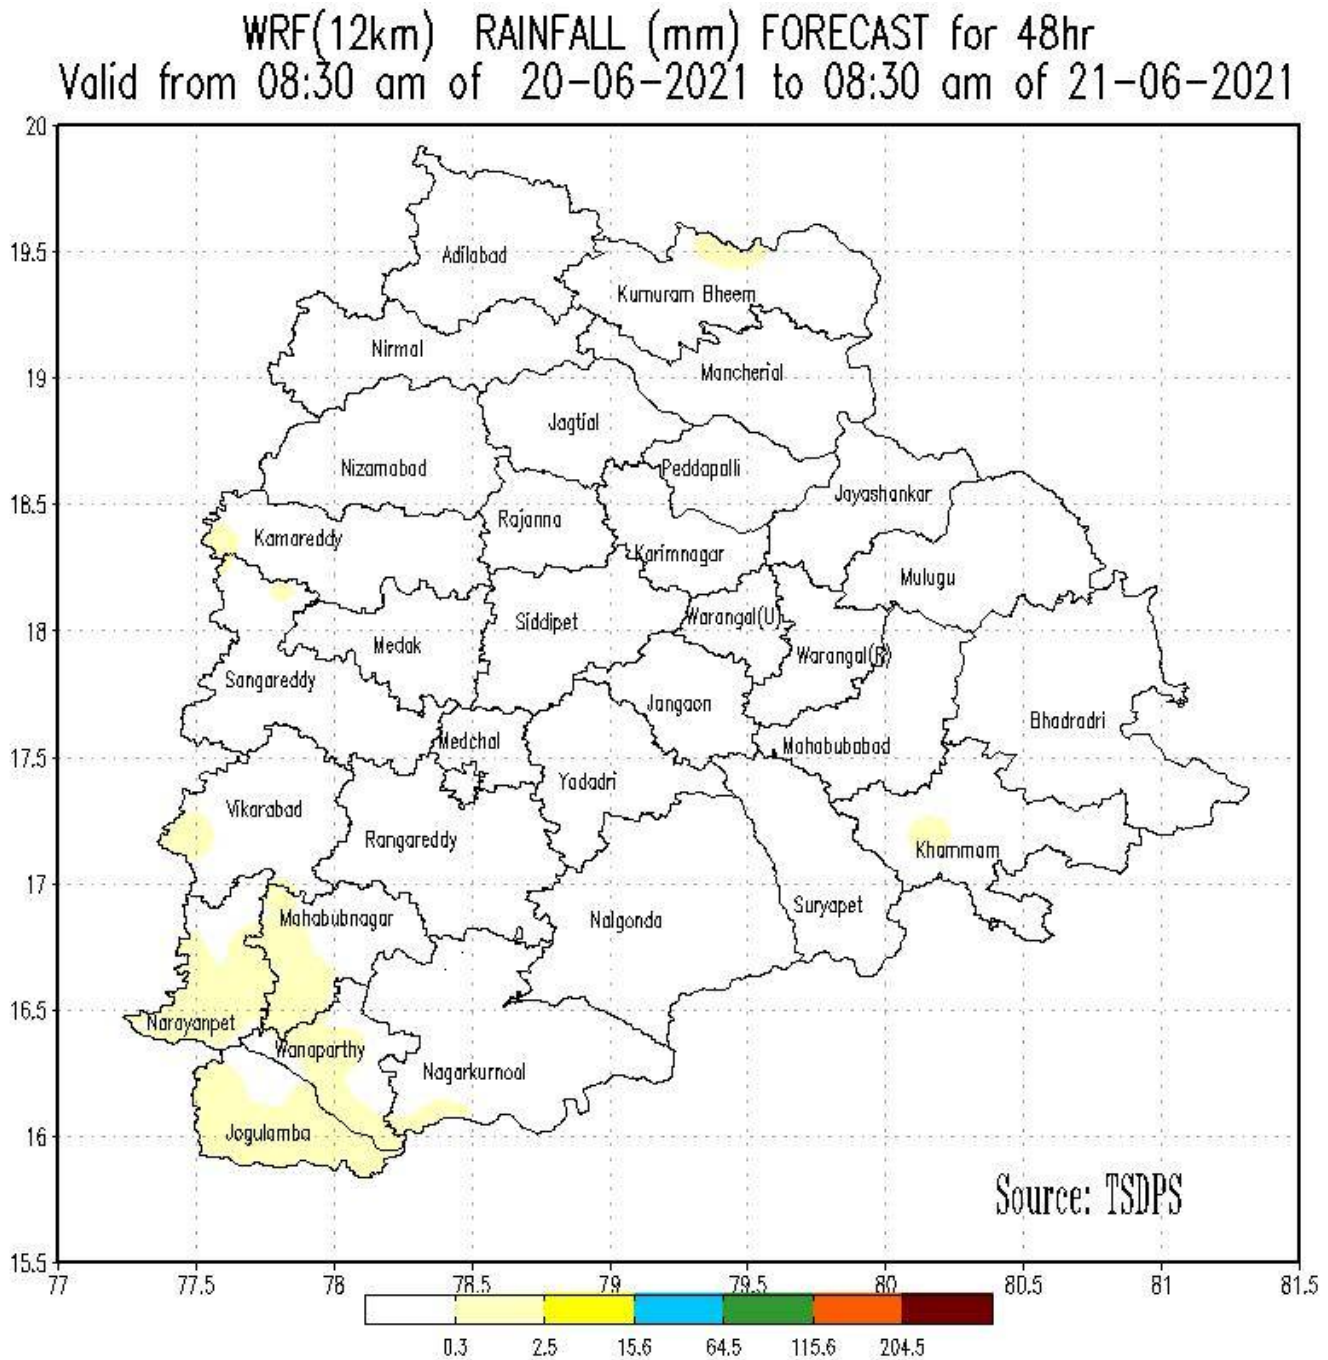 WRF(12km) RAINFALL (mm) FORECAST for 48hr
Valid from 08:30 am of 20-06-2021 to 08:30 am of 21-06-2021
20
19.5
19
18.5
18
17.5
17
16.5
16
15.5
Adilabad
Kumuram Bheem
Nirmal
Mancherial
Jagtial
Nizamabad
Peddapalli
Jayashankar
Rajanna
Kamareddy
Karimnagar
Mulugu
Siddipet
Warangal(U)
Medak
Warangal(R)
Sangareddy
Jangaon
Bhadradri
Medchal
Mahabubabad
Yadadri
Vikarabad
Rangareddy
Khammam
Suryapet
Mahabubnagar
Nalgonda
Narayanpet
Wanaparthy
Nagarkurnoal
Jogulamba
Source: TSDPS
77 77.5 78 78.5 79 79.5 80 80.5 81 81.5
0.3 2.5 15.6 64.5 115.6 204.5